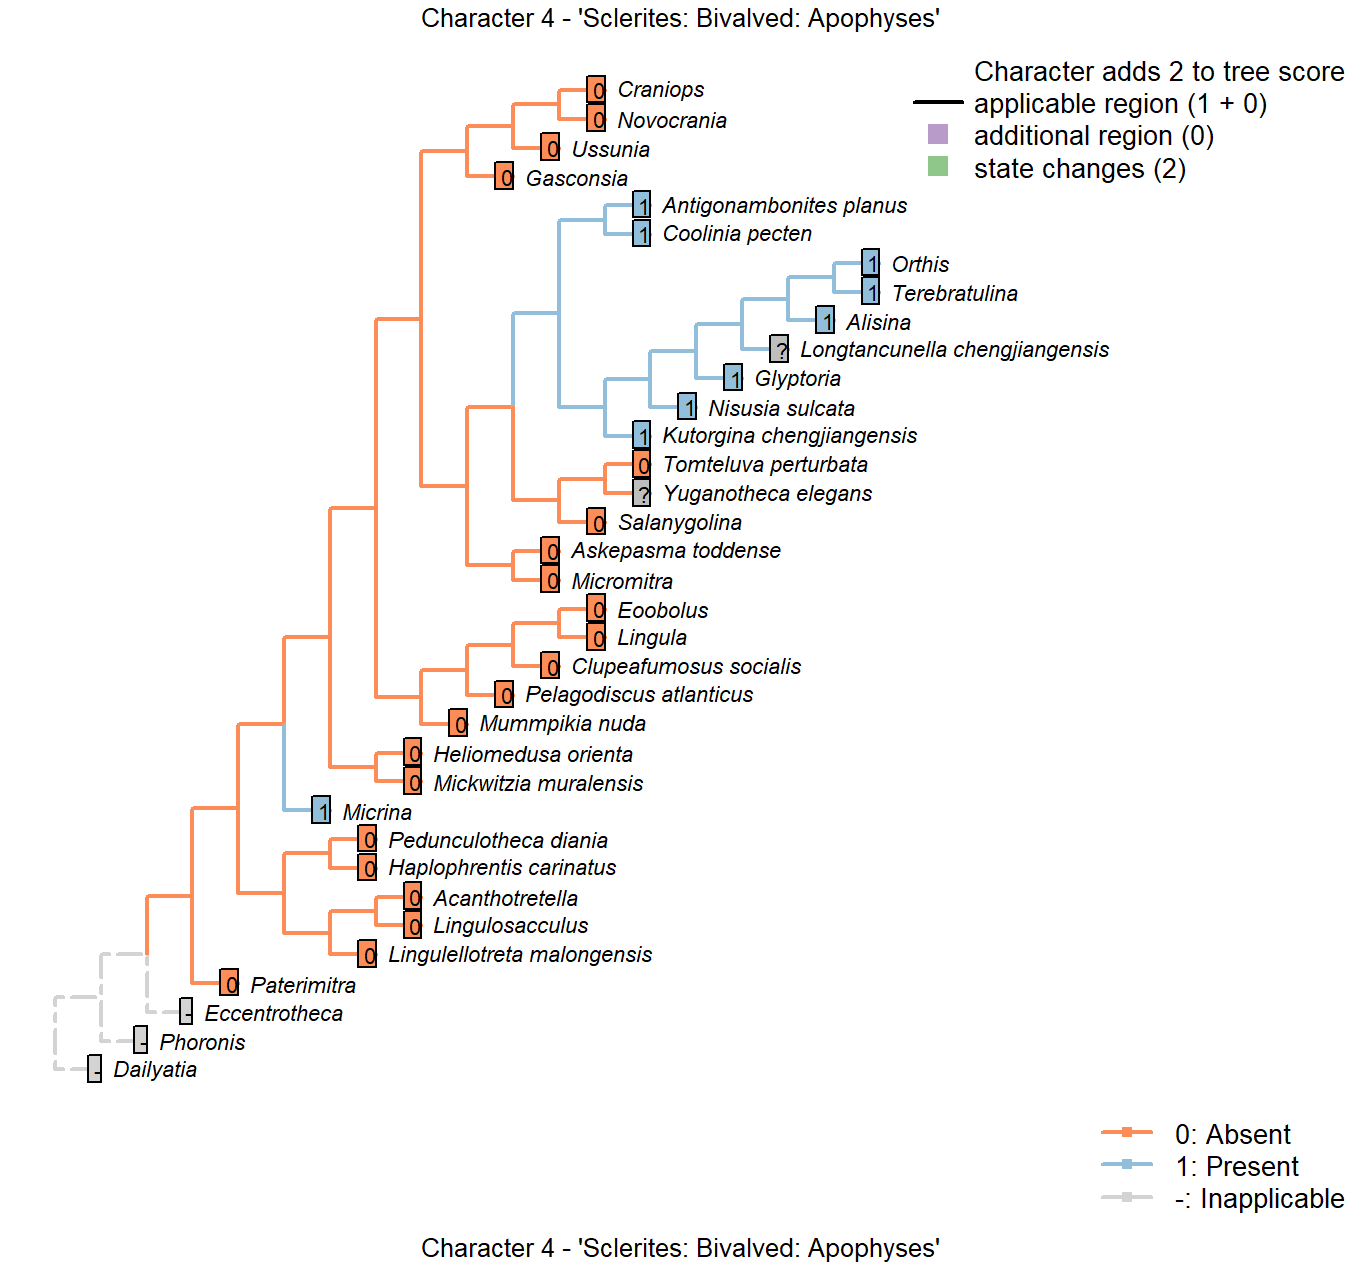 Character 4 - 'Sclerites: Bivalved: Apophyses'
Character adds 2 to tree score
applicable region (1 + 0)
additional region (0)
state changes (2)
0 Craniops
0 Novocrania
0 Ussunia
0 Gasconsia
1 Antigonambonites planus
1 Coolinia pecten
1 Orthis
1 Terebratulina
1 Alisina
? Longtancunella chengjiangensis
1 Glyptoria
1 Nisusia sulcata
1 Kutorgina chengjiangensis
0 Tomteluva perturbata
? Yuganotheca elegans
0 Salanygolina
0 Askepasma toddense
0 Micromitra
0 Eoobolus
0 Lingula
0 Clupeafumosus socialis
0 Pelagodiscus atlanticus
0 Mummpikia nuda
0 Heliomedusa orienta
0 Mickwitzia muralensis
1 Micrina
0 Pedunculotheca diania
0 Haplophrentis carinatus
0 Acanthotretella
0 Lingulosacculus
0 Lingulellotreta malongensis
0 Paterimitra
- Eccentrotheca
- Phoronis
- Dailyatia
0: Absent
1: Present
-: Inapplicable
Character 4 - 'Sclerites: Bivalved: Apophyses'